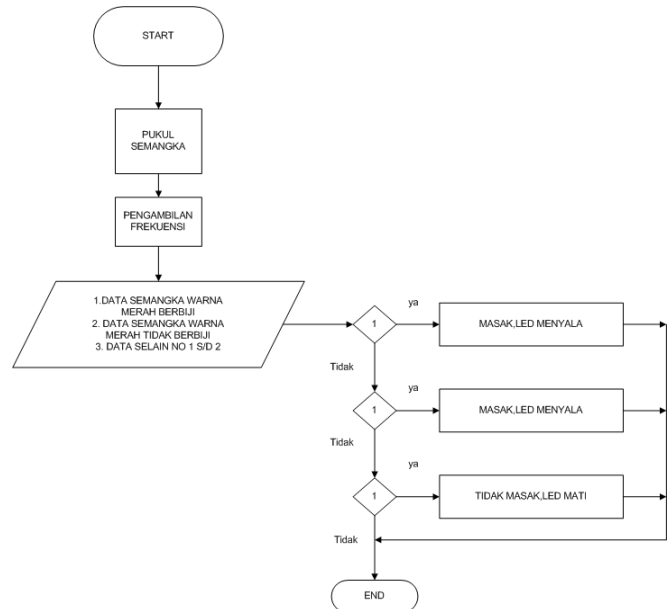 START
PUKUL
SEMANGKA
PENGAMBILAN
FREKUENSI
1.DATA SEMANGKA WARNA
MERAH BERBIJI
2. DATA SEMANGKA WARNA
MERAH TIDAK BERBIJI
3. DATA SELAIN NO 1 S/D 2
1
ya
MASAK,LED MENYALA
Tidak
1
ya
MASAK,LED MENYALA
Tidak
1
ya
TIDAK MASAK,LED MATI
Tidak
END